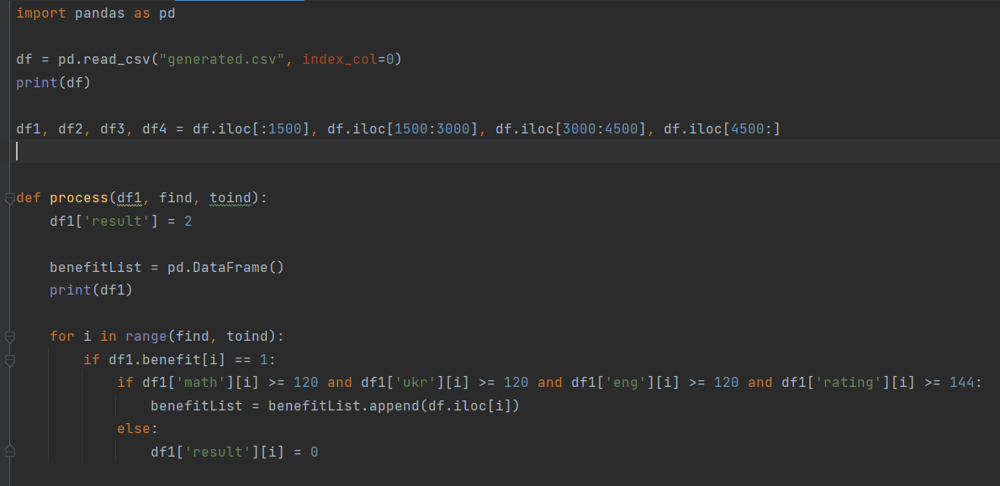 import pandas as pd
df = pd.read_csv("generated.csv", index_col=0)
print(df)
df1, df2, df3, df4 = df.iloc[:1500], df.iloc[1500:3000], df.iloc[3000:4500], df.iloc[4500:]
def process(df1, find, toind):
    df1['result'] = 2
    benefitList = pd.DataFrame()
    print(df1)
    for i in range(find, toind):
        if df1.benefit[i] == 1:
            if df1['math'][i] >= 120 and df1['ukr'][i] >= 120 and df1['eng'][i] >= 120 and df1['rating'][i] >= 144:
                benefitList = benefitList.append(df.iloc[i])
            else:
                df1['result'][i] = 0